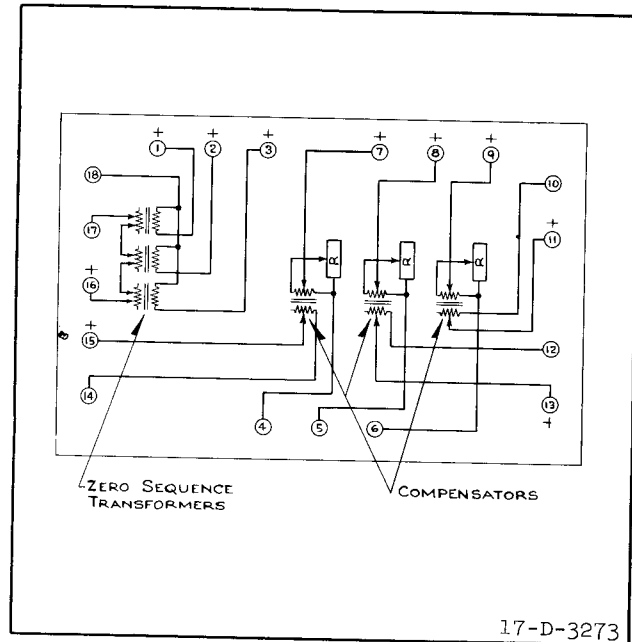 + + + + + +
1 2 3 7 8 9
18 10
17 +
11
+
16
R R R
+
15 12
14 13
+
4 5 6
ZERO SEQUENCE
TRANSFORMERS
COMPENSATORS
17-D-3273